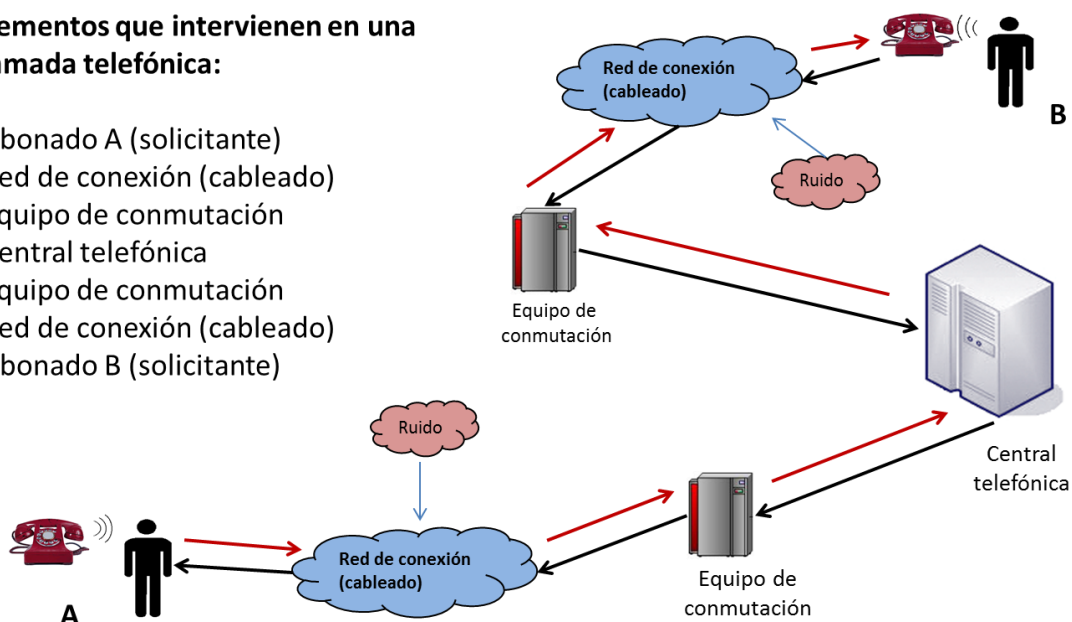 ementos que intervienen en una
amada telefónica:
bonado A (solicitante)
ed de conexión (cableado)
quipo de conmutación
entral telefónica
quipo de conmutación
ed de conexión (cableado)
bonado B (solicitante)
Red de conexión
(cableado)
B
Ruido
Equipo de
conmutación
Central
telefónica
Ruido
Red de conexión
(cableado)
Equipo de
conmutación
A